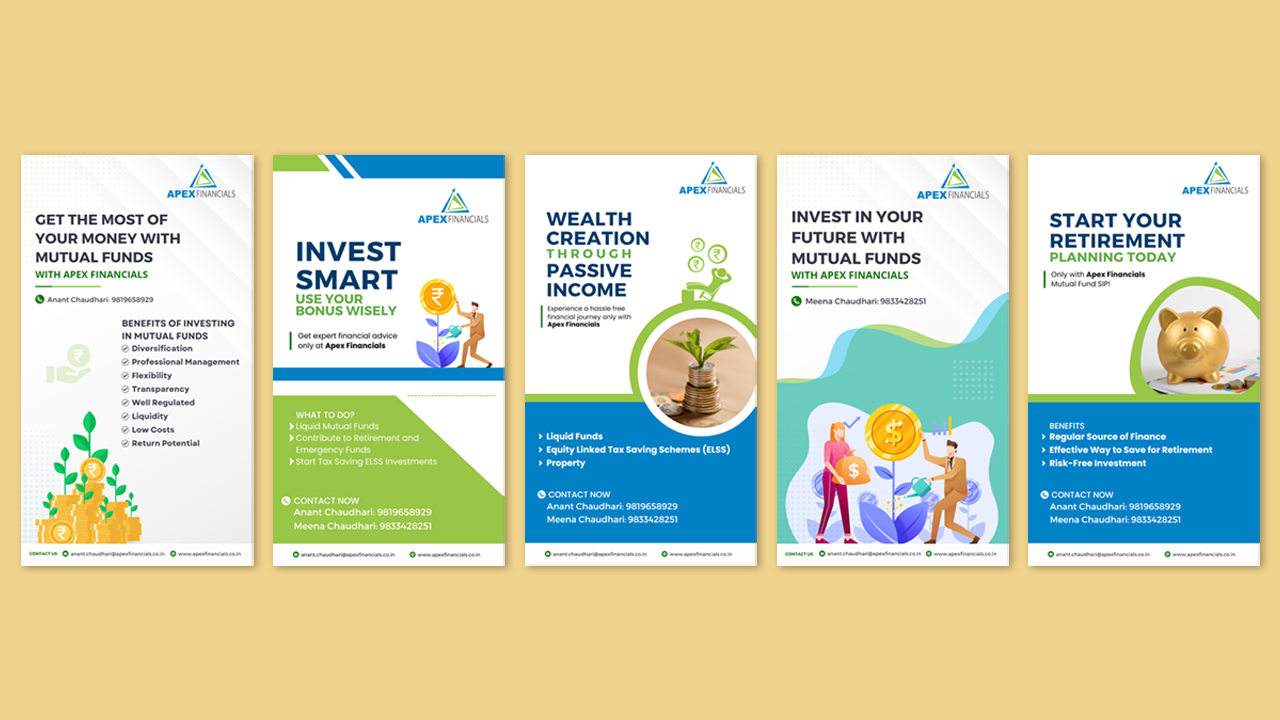 APEX FINANCIALS
GET THE MOST OF
YOUR MONEY WITH
MUTUAL FUNDS
WITH APEX FINANCIALS
Anant Chaudhari: 9819658929
BENEFITS OF INVESTING
IN MUTUAL FUNDS
Diversification
Professional Management
Flexibility
Transparency
Well Regulated
Liquidity
Low Costs
Return Potential
CONTACT US anant.chaudhari@apexfinancials.co.in www.apexfinancials.co.in
APEX FINANCIALS
INVEST
SMART
USE YOUR
BONUS WISELY
Get expert financial advice
only at Apex Financials
WHAT TO DO?
Liquid Mutual Funds
Contribute to Retirement and
Emergency Funds
Start Tax Saving ELSS Investments
CONTACT NOW
Anant Chaudhari: 9819658929
Meena Chaudhari: 9833428251
anant.chaudhari@apexfinancials.co.in www.apexfinancials.co.in
APEX FINANCIALS
WEALTH
CREATION
THROUGH
PASSIVE
INCOME
Experience a hassle free
financial journey only with
Apex Financials
Liquid Funds
Equity Linked Tax Saving Schemes (ELSS)
Property
CONTACT NOW
Anant Chaudhari: 9819658929
Meena Chaudhari: 9833428251
anant.chaudhari@apexfinancials.co.in www.apexfinancials.co.in
APEX FINANCIALS
INVEST IN YOUR
FUTURE WITH
MUTUAL FUNDS
WITH APEX FINANCIALS
Meena Chaudhari: 9833428251
CONTACT US anant.chaudhari@apexfinancials.co.in www.apexfinancials.co.in
APEX FINANCIALS
START YOUR
RETIREMENT
PLANNING TODAY
Only with Apex Financials
Mutual Fund SIP!
BENEFITS
Regular Source of Finance
Effective Way to Save for Retirement
Risk-Free Investment
CONTACT NOW
Anant Chaudhari: 9819658929
Meena Chaudhari: 9833428251
anant.chaudhari@apexfinancials.co.in www.apexfinancials.co.in